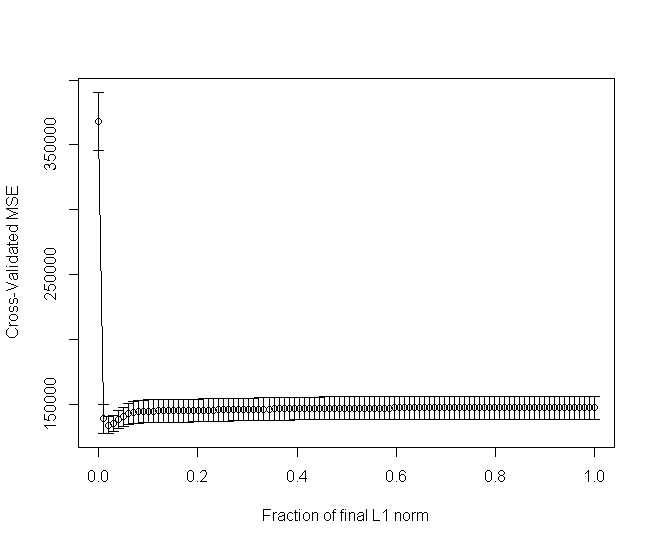 Cross-Validated MSE
350000
250000
150000
0.0 0.2 0.4 0.6 0.8 1.0
Fraction of final L1 norm